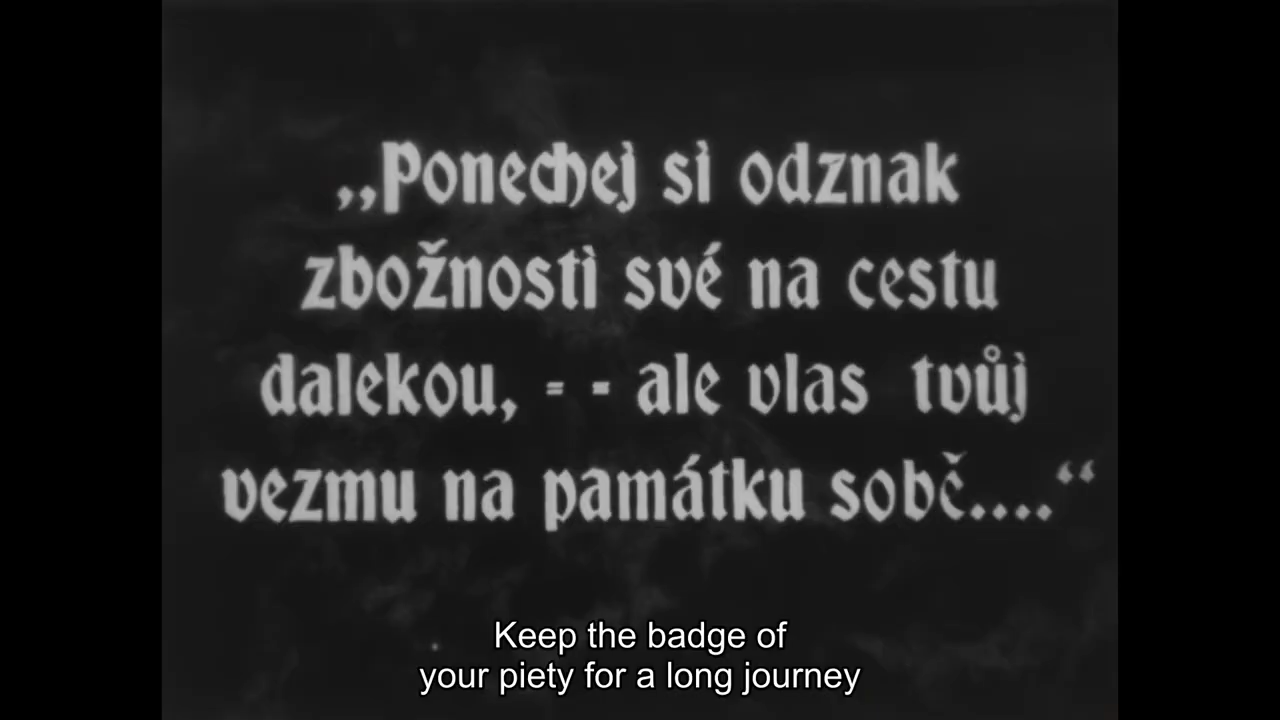 „Ponechej si odznak
zbožnosti své na cestu
dalekou, - - ale vlas tvůj
vezmu na památku sobě....“
Keep the badge of
your piety for a long journey